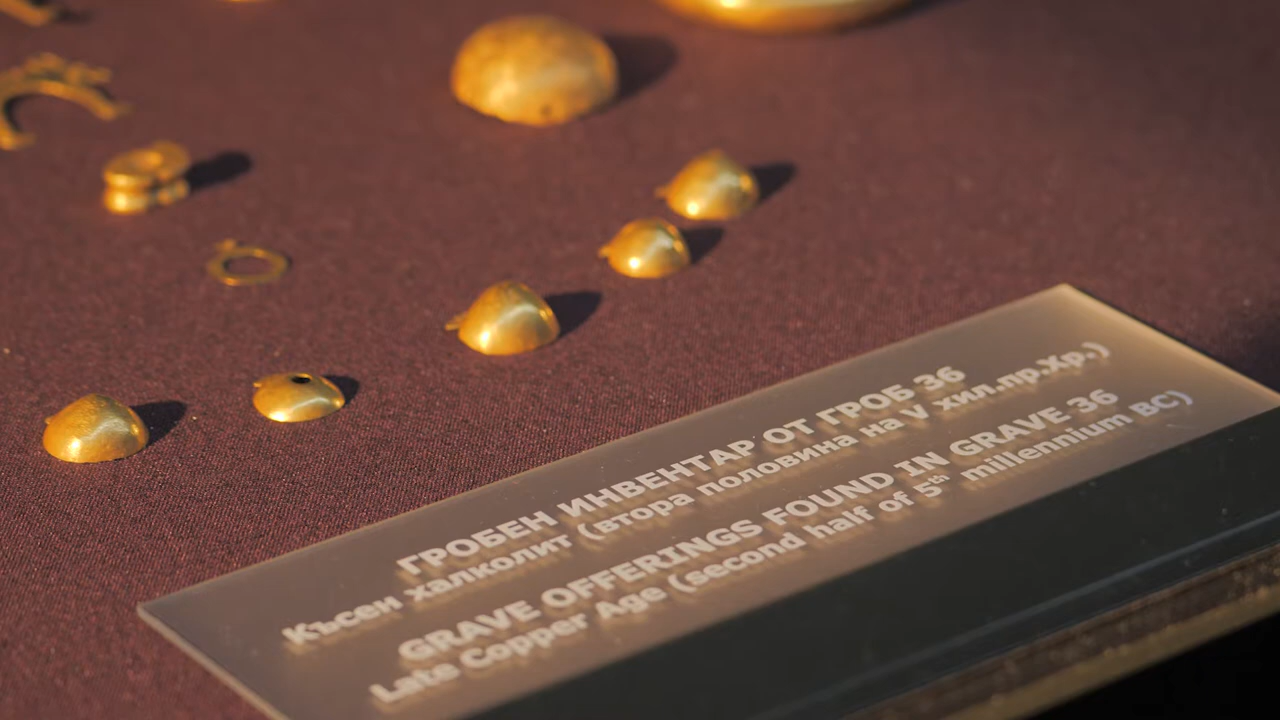 ГРОБЕН ИНВЕНТАР ОТ ГРОБ 36
Късен халколит (втора половина на V хил.пр.Хр.)
GRAVE OFFERINGS FOUND IN GRAVE 36
Late Copper Age (second half of 5th millennium BC)